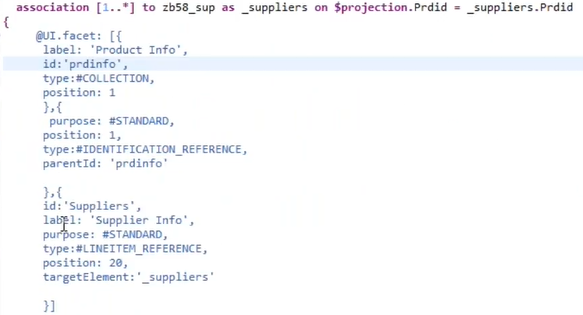 association [1..*] to zb58_sup as _suppliers on $projection.Prdid = _suppliers.Prdid
{
@UI.facet: [{
label: 'Product Info',
id:'prdinfo',
type:#COLLECTION,
position: 1
},{
purpose: #STANDARD,
position: 1,
type:#IDENTIFICATION_REFERENCE,
parentId: 'prdinfo'
},{
id:'Suppliers',
label: 'Supplier Info',
purpose: #STANDARD,
type:#LINEITEM_REFERENCE,
position: 20,
targetElement:'_suppliers'
}]